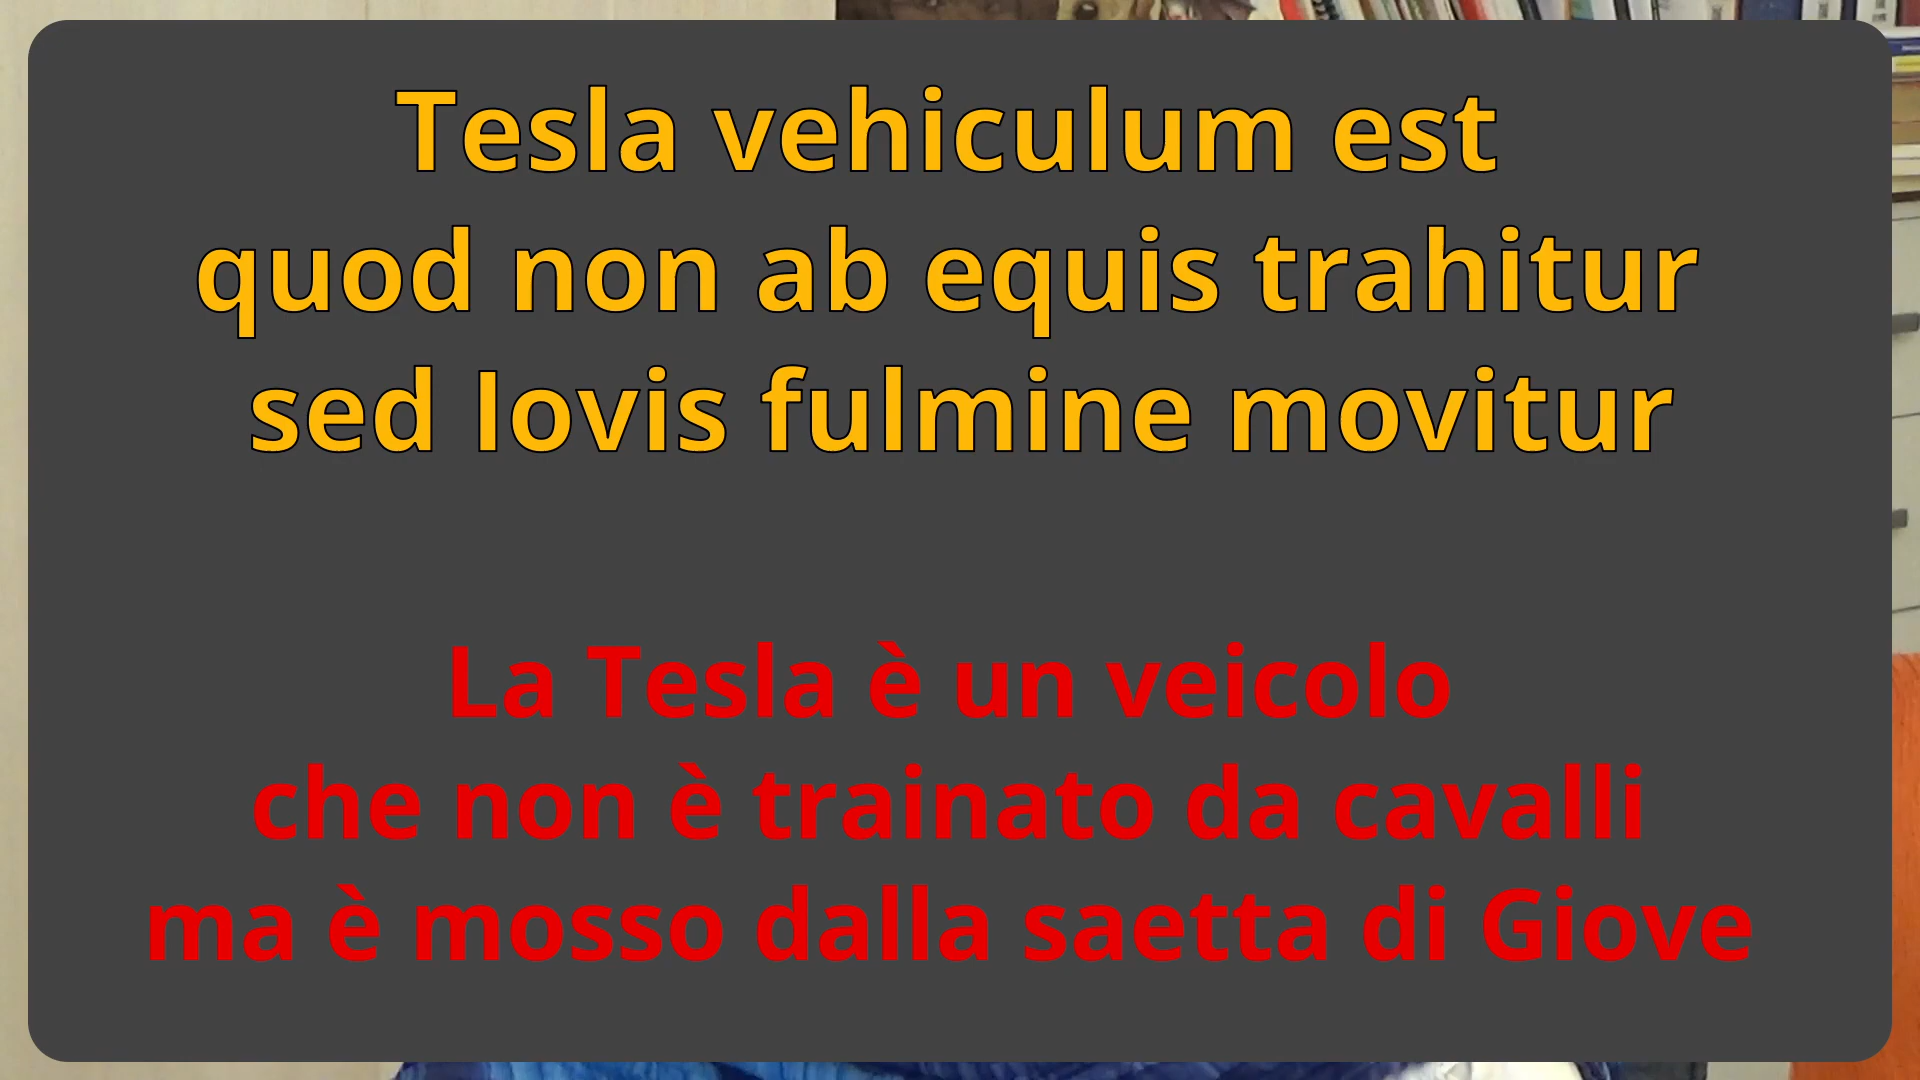 Tesla vehiculum est
quod non ab equis trahitur
sed Iovis fulmine movitur
La Tesla è un veicolo
che non è trainato da cavalli
ma è mosso dalla saetta di Giove